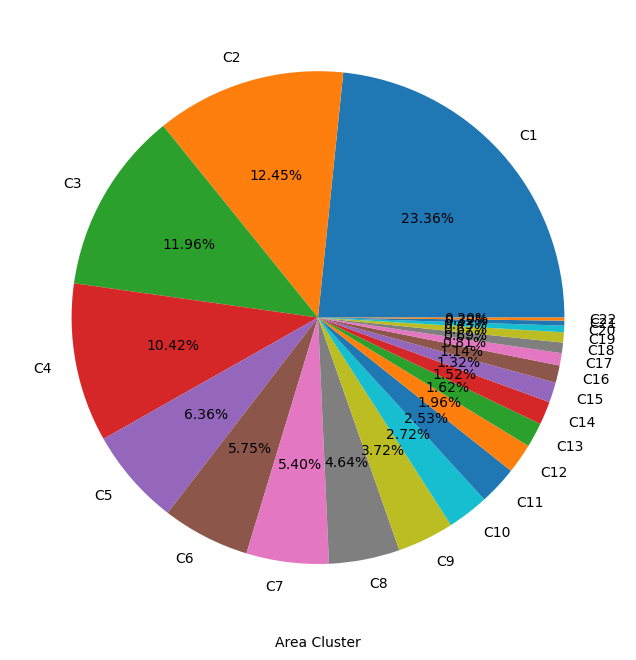 C1
23.36%
C2
12.45%
C3
11.96%
C4
10.42%
C5
6.36%
C6
5.75%
C7
5.40%
C8
4.64%
C9
3.72%
C10
2.72%
C11
2.53%
C12
1.96%
C13
1.62%
C14
1.52%
C15
1.32%
C16
1.14%
C17
0.81%
C18
C19
C20
C21
C22
Area Cluster